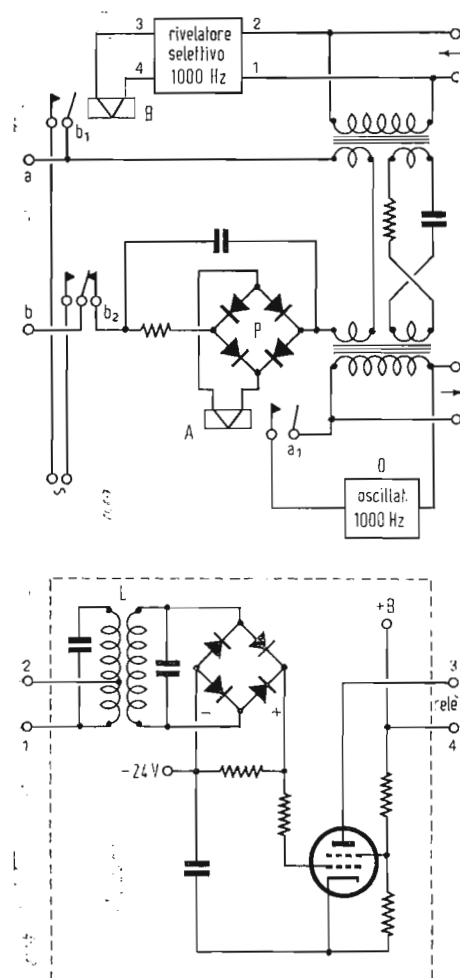 3
rivelatore
selettivo
1000 Hz
2
4
1
B
b1
a
b
b2
P
A
a1
O
oscillat.
1000 Hz
S
L
+B
2
3
relè
1
4
-
+
-24V